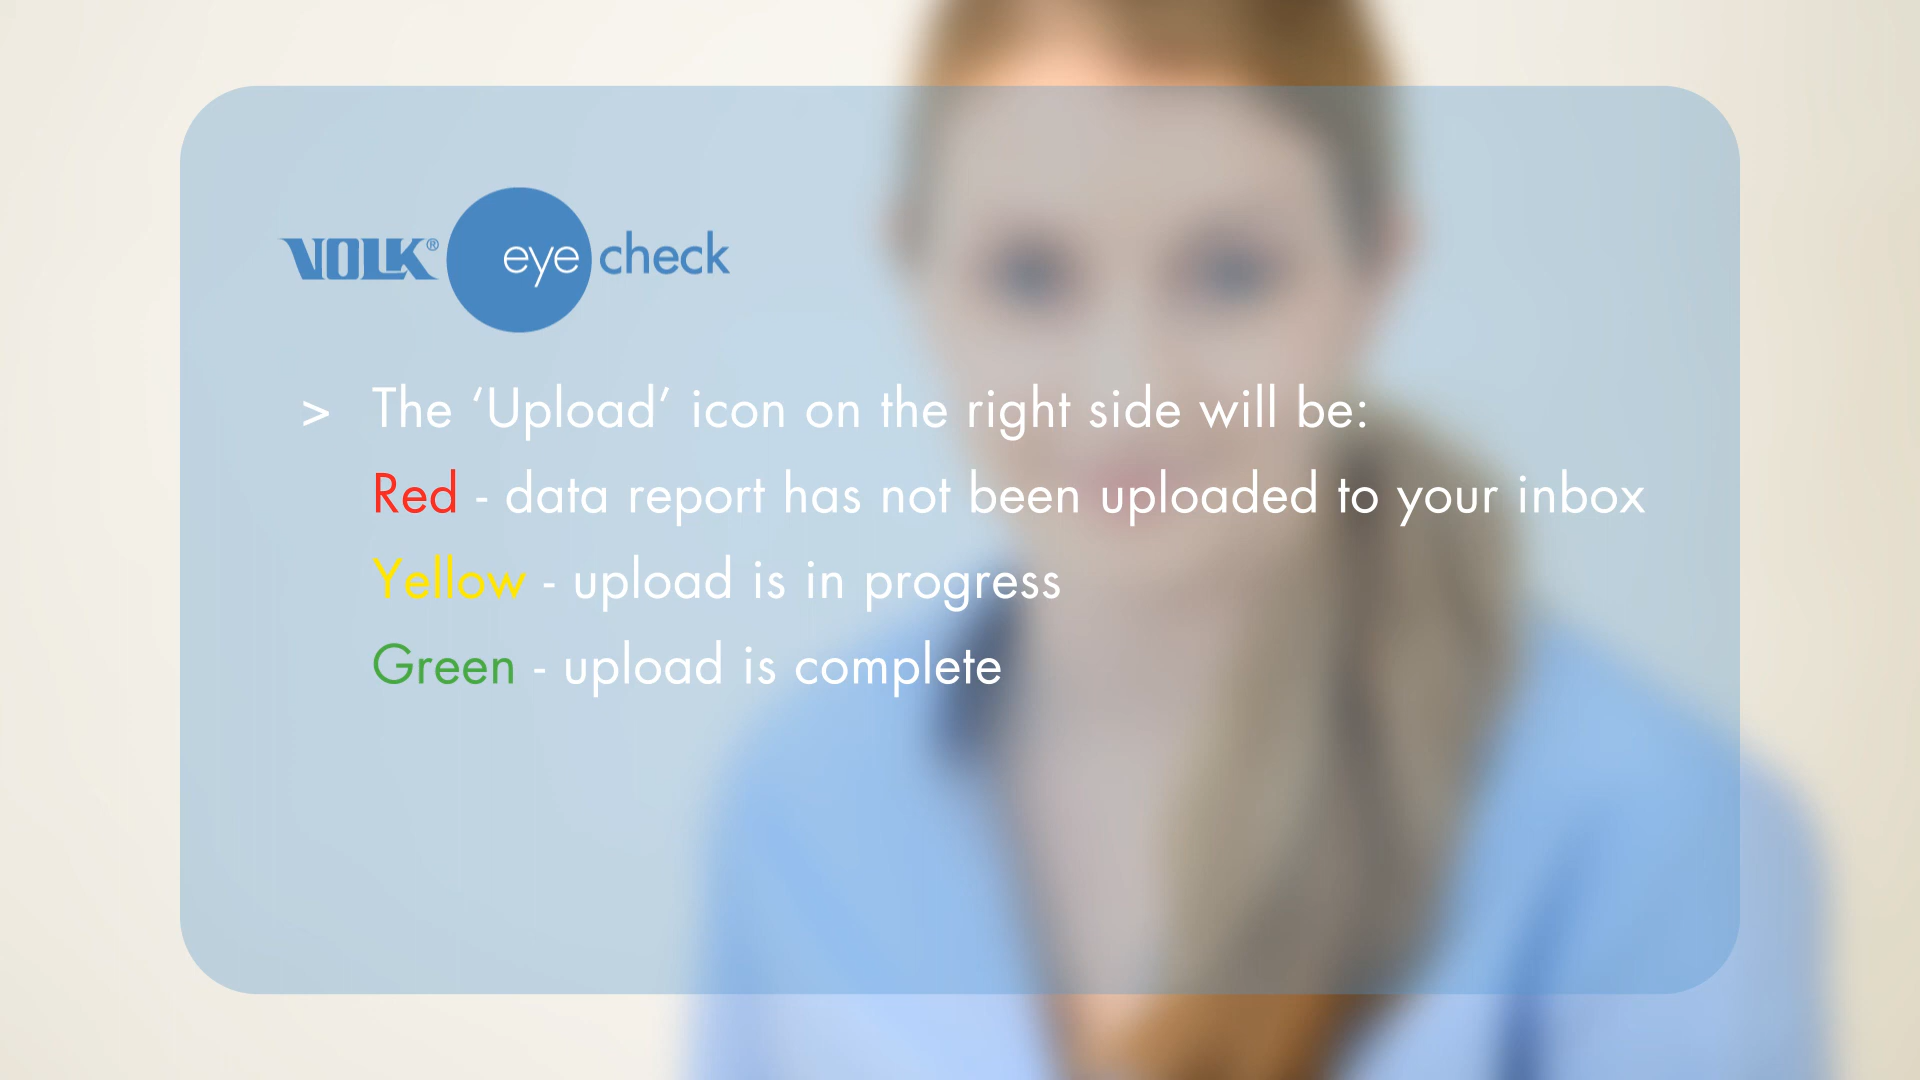 VOLK® eye check
> The ‘Upload’ icon on the right side will be:
Red - data report has not been uploaded to your inbox
Yellow - upload is in progress
Green - upload is complete